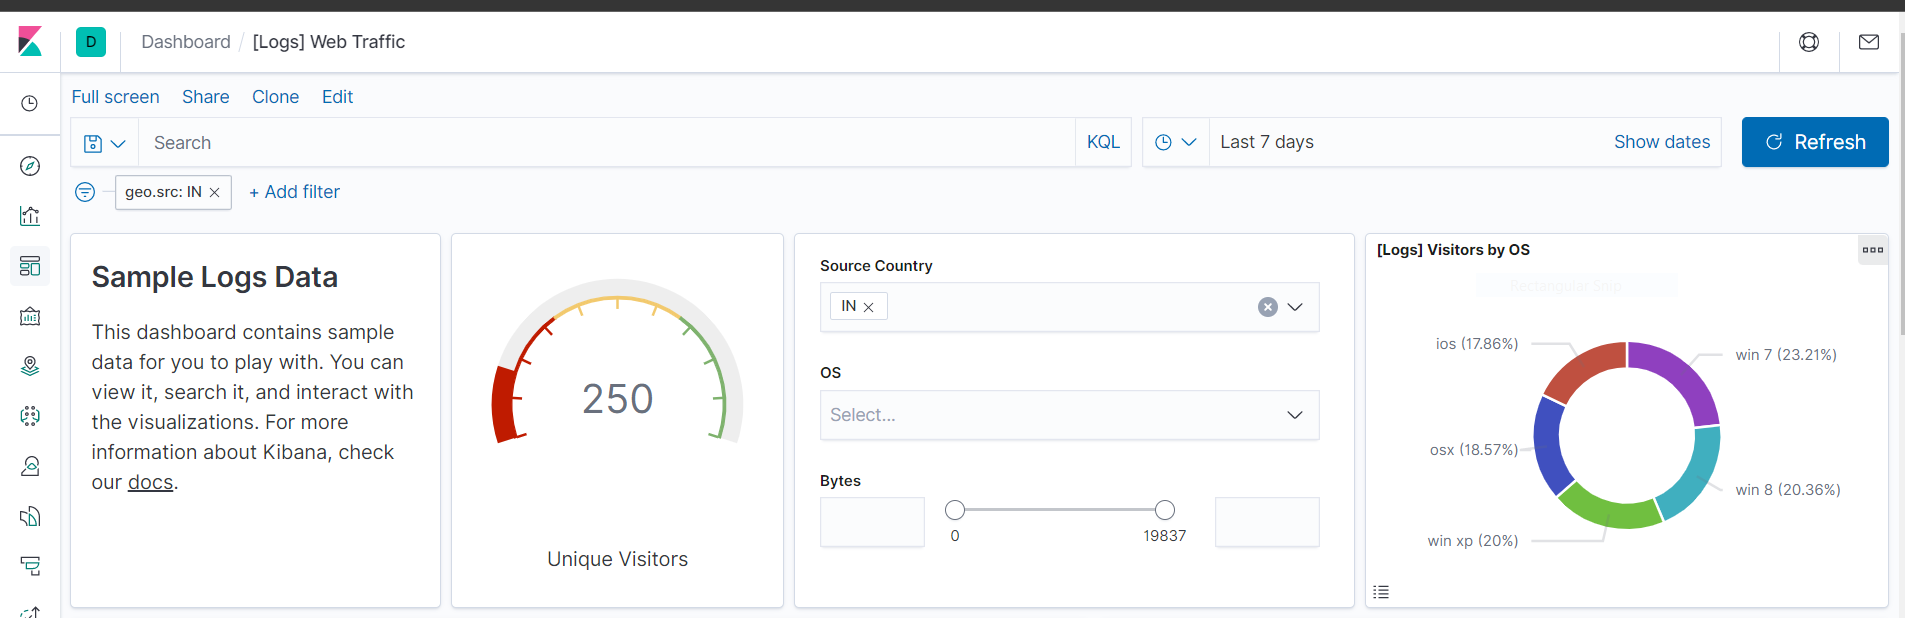 D
Dashboard / [Logs] Web Traffic
Full screen Share Clone Edit
Search
KQL
Last 7 days
Show dates
Refresh
geo.src: IN
+ Add filter
Sample Logs Data
This dashboard contains sample
data for you to play with. You can
view it, search it, and interact with
the visualizations. For more
information about Kibana, check
our docs.
250
Unique Visitors
Source Country
IN
OS
Select...
Bytes
0
19837
[Logs] Visitors by OS
Rectangular Snip
ios (17.86%)
win 7 (23.21%)
osx (18.57%)
win 8 (20.36%)
win xp (20%)